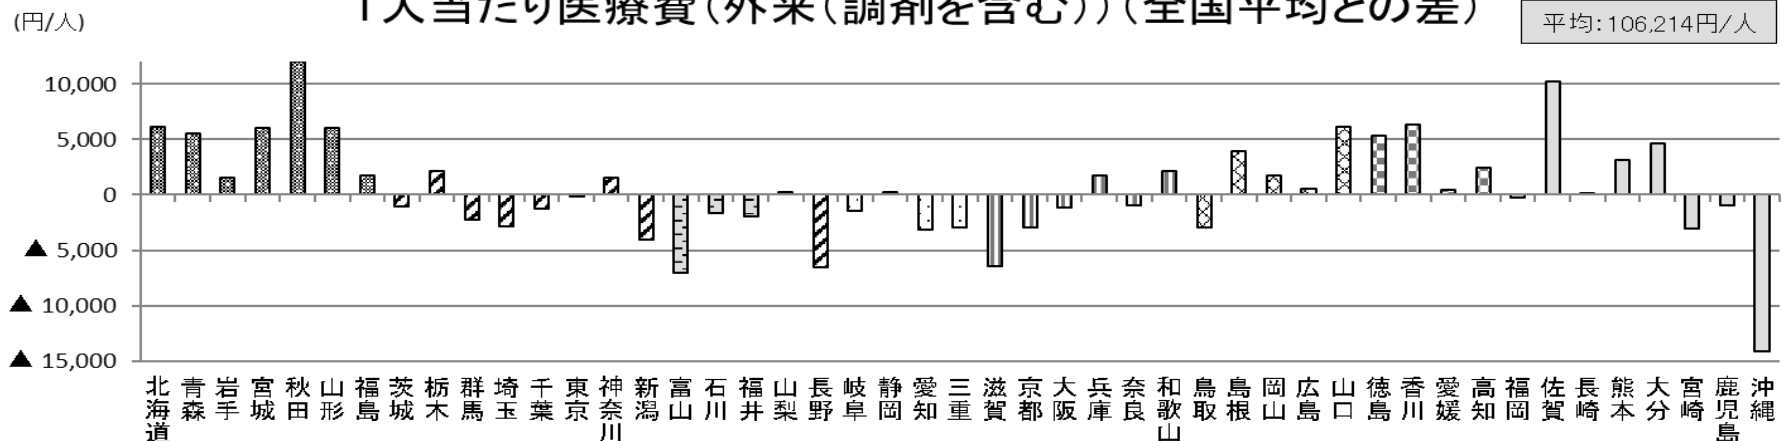 1人当たり医療費(外来(調剤を含む))(全国平均との差)
(円/人)
平均:106,214円/人
10,000
5,000
0
▲ 5,000
▲ 10,000
▲ 15,000
北海道
青森
岩手
宮城
秋田
山形
福島
茨城
栃木
群馬
埼玉
千葉
東京
神奈川
新潟
富山
石川
福井
山梨
長野
岐阜
静岡
愛知
三重
滋賀
京都
大阪
兵庫
奈良
和歌山
鳥取
島根
岡山
広島
山口
徳島
香川
愛媛
高知
福岡
佐賀
長崎
熊本
大分
宮崎
鹿児島
沖縄